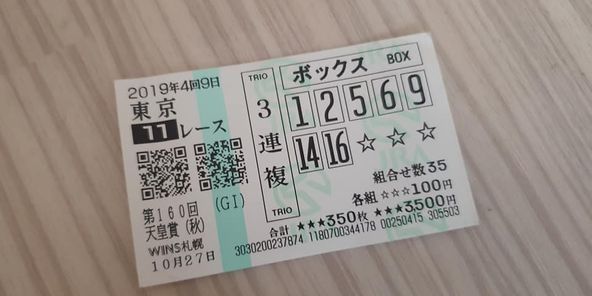 2019年4回9日
東京
11レース
第160回
天皇賞(秋)
(GI)
WINS札幌
10月27日
TRIO
3連複
TRIO
ボックス BOX
1 2 5 6 9
14 16 ☆ ☆ ☆
組合せ数35
各組 ☆☆☆100円
合計 ★★★350枚 ★★★3,500円
3030200237874 1180700344178 00250415 305503